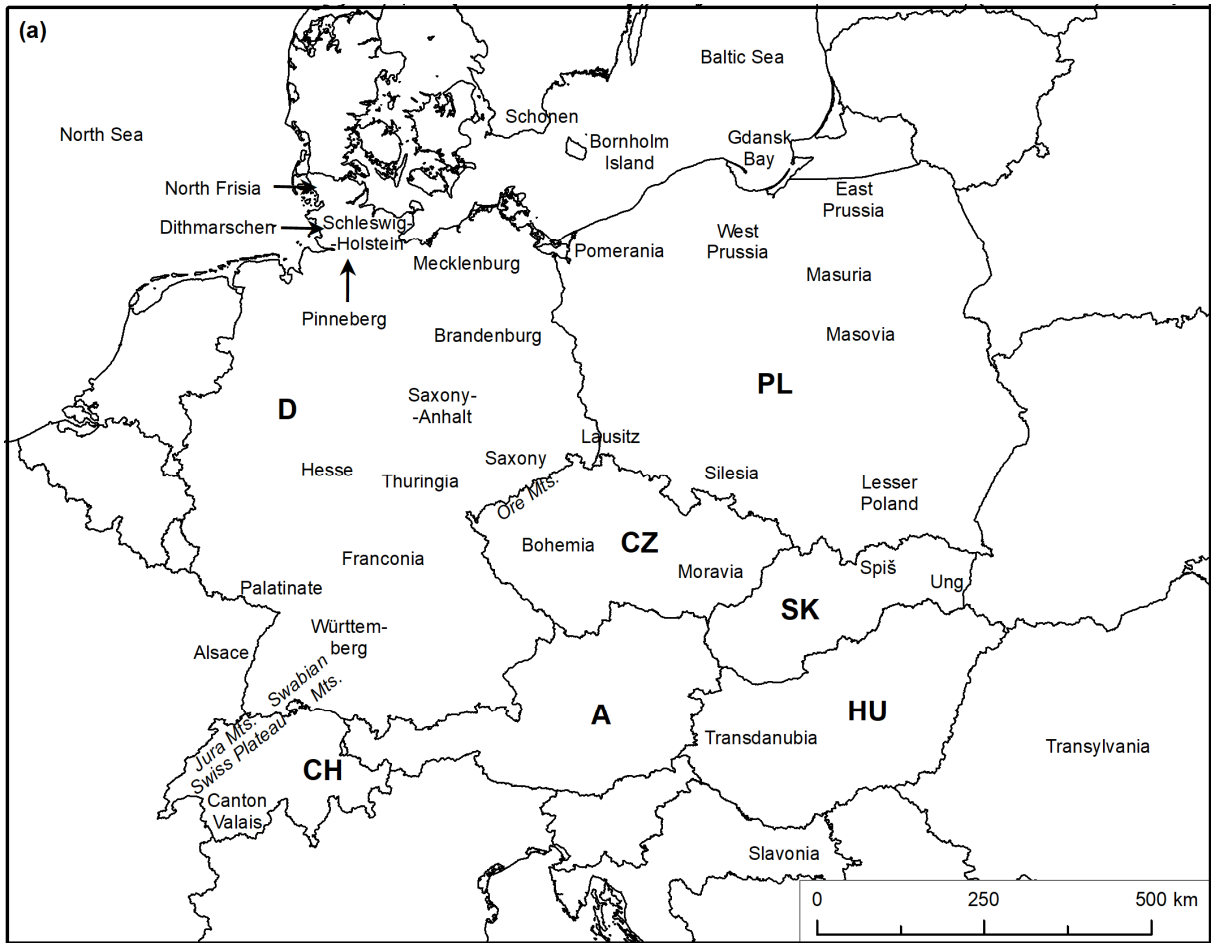 (a)
Baltic Sea
North Sea
Schonen
Bornholm
Island
Gdansk
Bay
North Frisia
East
Prussia
Dithmarschen
Schleswig-
-Holstein
West
Prussia
Pomerania
Mecklenburg
Masuria
Pinneberg
Brandenburg
Masovia
PL
D
Saxony-
-Anhalt
Lausitz
Saxony
Hesse
Thuringia
Silesia
Ore Mts.
Lesser
Poland
Bohemia
CZ
Franconia
Moravia
Spiš
Ung
Palatinate
SK
Württem-
berg
Alsace
Swabian
Mts.
A
HU
Jura Mts.
Swiss Plateau
Transdanubia
Transylvania
CH
Canton
Valais
Slavonia
0 250 500 km